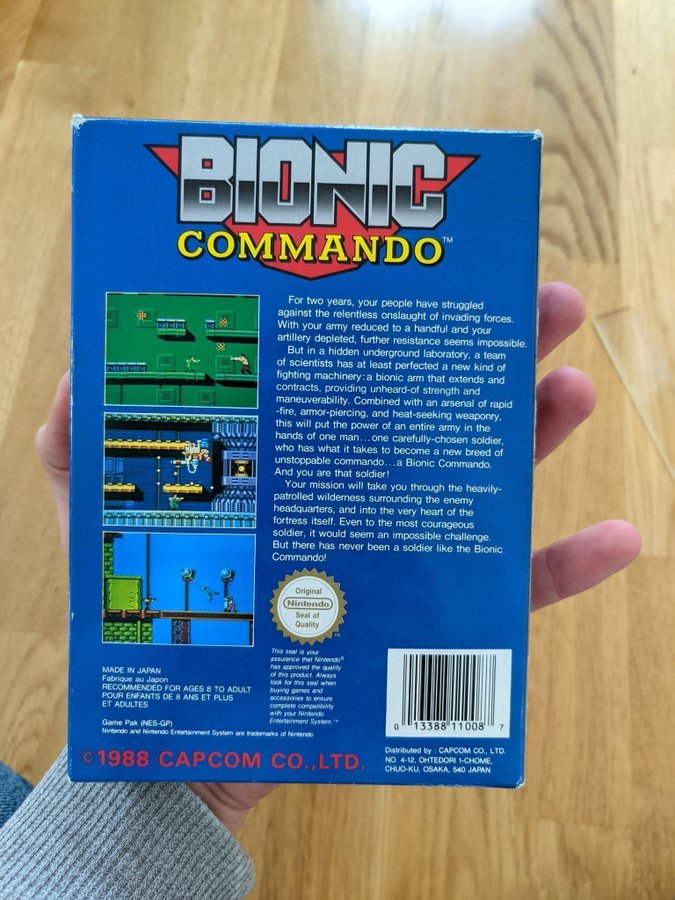 BIONIC
COMMANDO™
For two years, your people have struggled
against the relentless onslaught of invading forces.
With your army reduced to a handful and your
artillery depleted, further resistance seems impossible.
But in a hidden underground laboratory, a team
of scientists has at least perfected a new kind of
fighting machinery: a bionic arm that extends and
contracts, providing unheard-of strength and
maneuverability. Combined with an arsenal of rapid
-fire, armor-piercing, and heat-seeking weaponry,
this will put the power of an entire army in the
hands of one man...one carefully-chosen soldier,
who has what it takes to become a new breed of
unstoppable commando...a Bionic Commando.
And you are that soldier!
Your mission will take you through the heavily-
patrolled wilderness surrounding the enemy
headquarters, and into the very heart of the
fortress itself. Even to the most courageous
soldier, it would seem an impossible challenge.
But there has never been a soldier like the Bionic
Commando!
Original
Nintendo
Seal of
Quality
TM
This seal is your
assurance that Nintendo®
has approved the quality
of this product. Always
look for this seal when
buying games and
accessories to ensure
complete compatibility
with your Nintendo
Entertainment System.™
MADE IN JAPAN
Fabrique au Japon
RECOMMENDED FOR AGES 8 TO ADULT
POUR ENFANTS DE 8 ANS ET PLUS
ET ADULTES
Game Pak (NES-GP)
Nintendo and Nintendo Entertainment System are trademarks of Nintendo
©1988 CAPCOM CO.,LTD.
0 13388 11008 7
Distributed by : CAPCOM CO., LTD.
NO. 4-12, OHTEDORI 1-CHOME,
CHUO-KU, OSAKA, 540 JAPAN